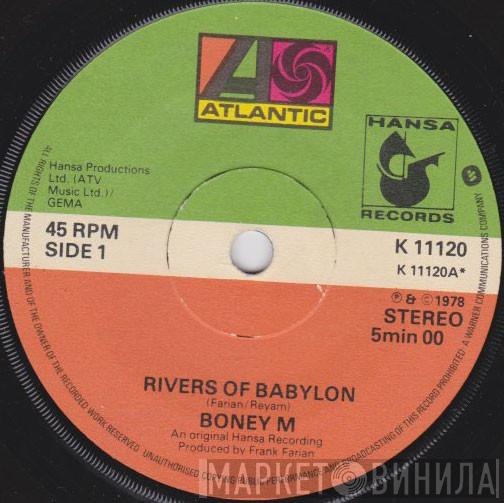 ATLANTIC
HANSA
RECORDS
Hansa Productions
Ltd. (ATV
Music Ltd.)/
GEMA
45 RPM
SIDE 1
K 11120
K 11120A*
℗ & © 1978
STEREO
5min 00
RIVERS OF BABYLON
(Farian/Reyam)
BONEY M
An original Hansa Recording
Produced by Frank Farian
ALL RIGHTS OF THE MANUFACTURER AND OF THE OWNER OF THE RECORDED WORK RESERVED. UNAUTHORISED COPYING PUBLIC PERFORMANCE AND BROADCASTING OF THIS RECORD PROHIBITED
A WARNER COMMUNICATIONS COMPANY
МАРКЕТ ВИНИЛА